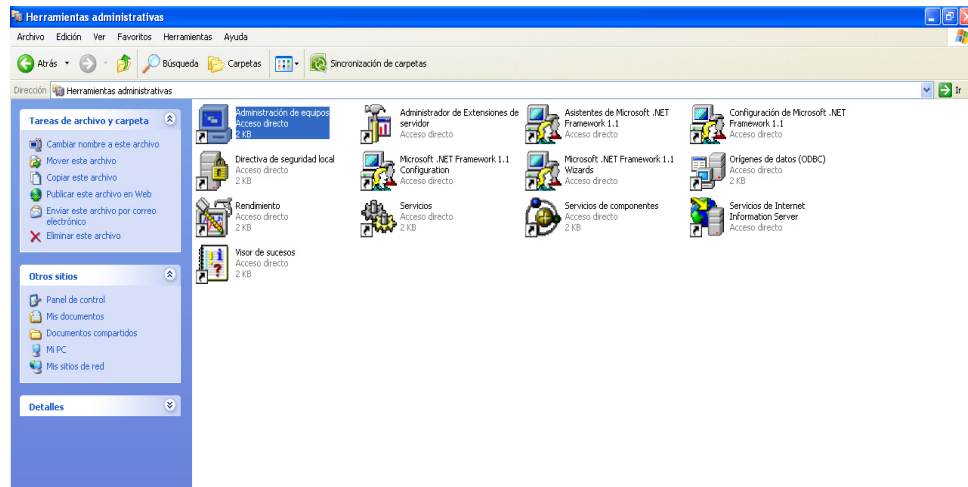 Herramientas administrativas
Archivo Edición Ver Favoritos Herramientas Ayuda
Atrás Búsqueda Carpetas Sincronización de carpetas
Dirección Herramientas administrativas Ir
Tareas de archivo y carpeta
Cambiar nombre a este archivo
Mover este archivo
Copiar este archivo
Publicar este archivo en Web
Enviar este archivo por correo
electrónico
Eliminar este archivo
Otros sitios
Panel de control
Mis documentos
Documentos compartidos
Mi PC
Mis sitios de red
Detalles
Administración de equipos
Acceso directo
2 KB
Administrador de Extensiones de
servidor
Acceso directo
Asistentes de Microsoft .NET
Framework 1.1
Acceso directo
Configuración de Microsoft .NET
Framework 1.1
Acceso directo
Directiva de seguridad local
Acceso directo
2 KB
Microsoft .NET Framework 1.1
Configuration
Acceso directo
Microsoft .NET Framework 1.1
Wizards
Acceso directo
Orígenes de datos (ODBC)
Acceso directo
2 KB
Rendimiento
Acceso directo
2 KB
Servicios
Acceso directo
2 KB
Servicios de componentes
Acceso directo
2 KB
Servicios de Internet
Information Server
Acceso directo
Visor de sucesos
Acceso directo
2 KB